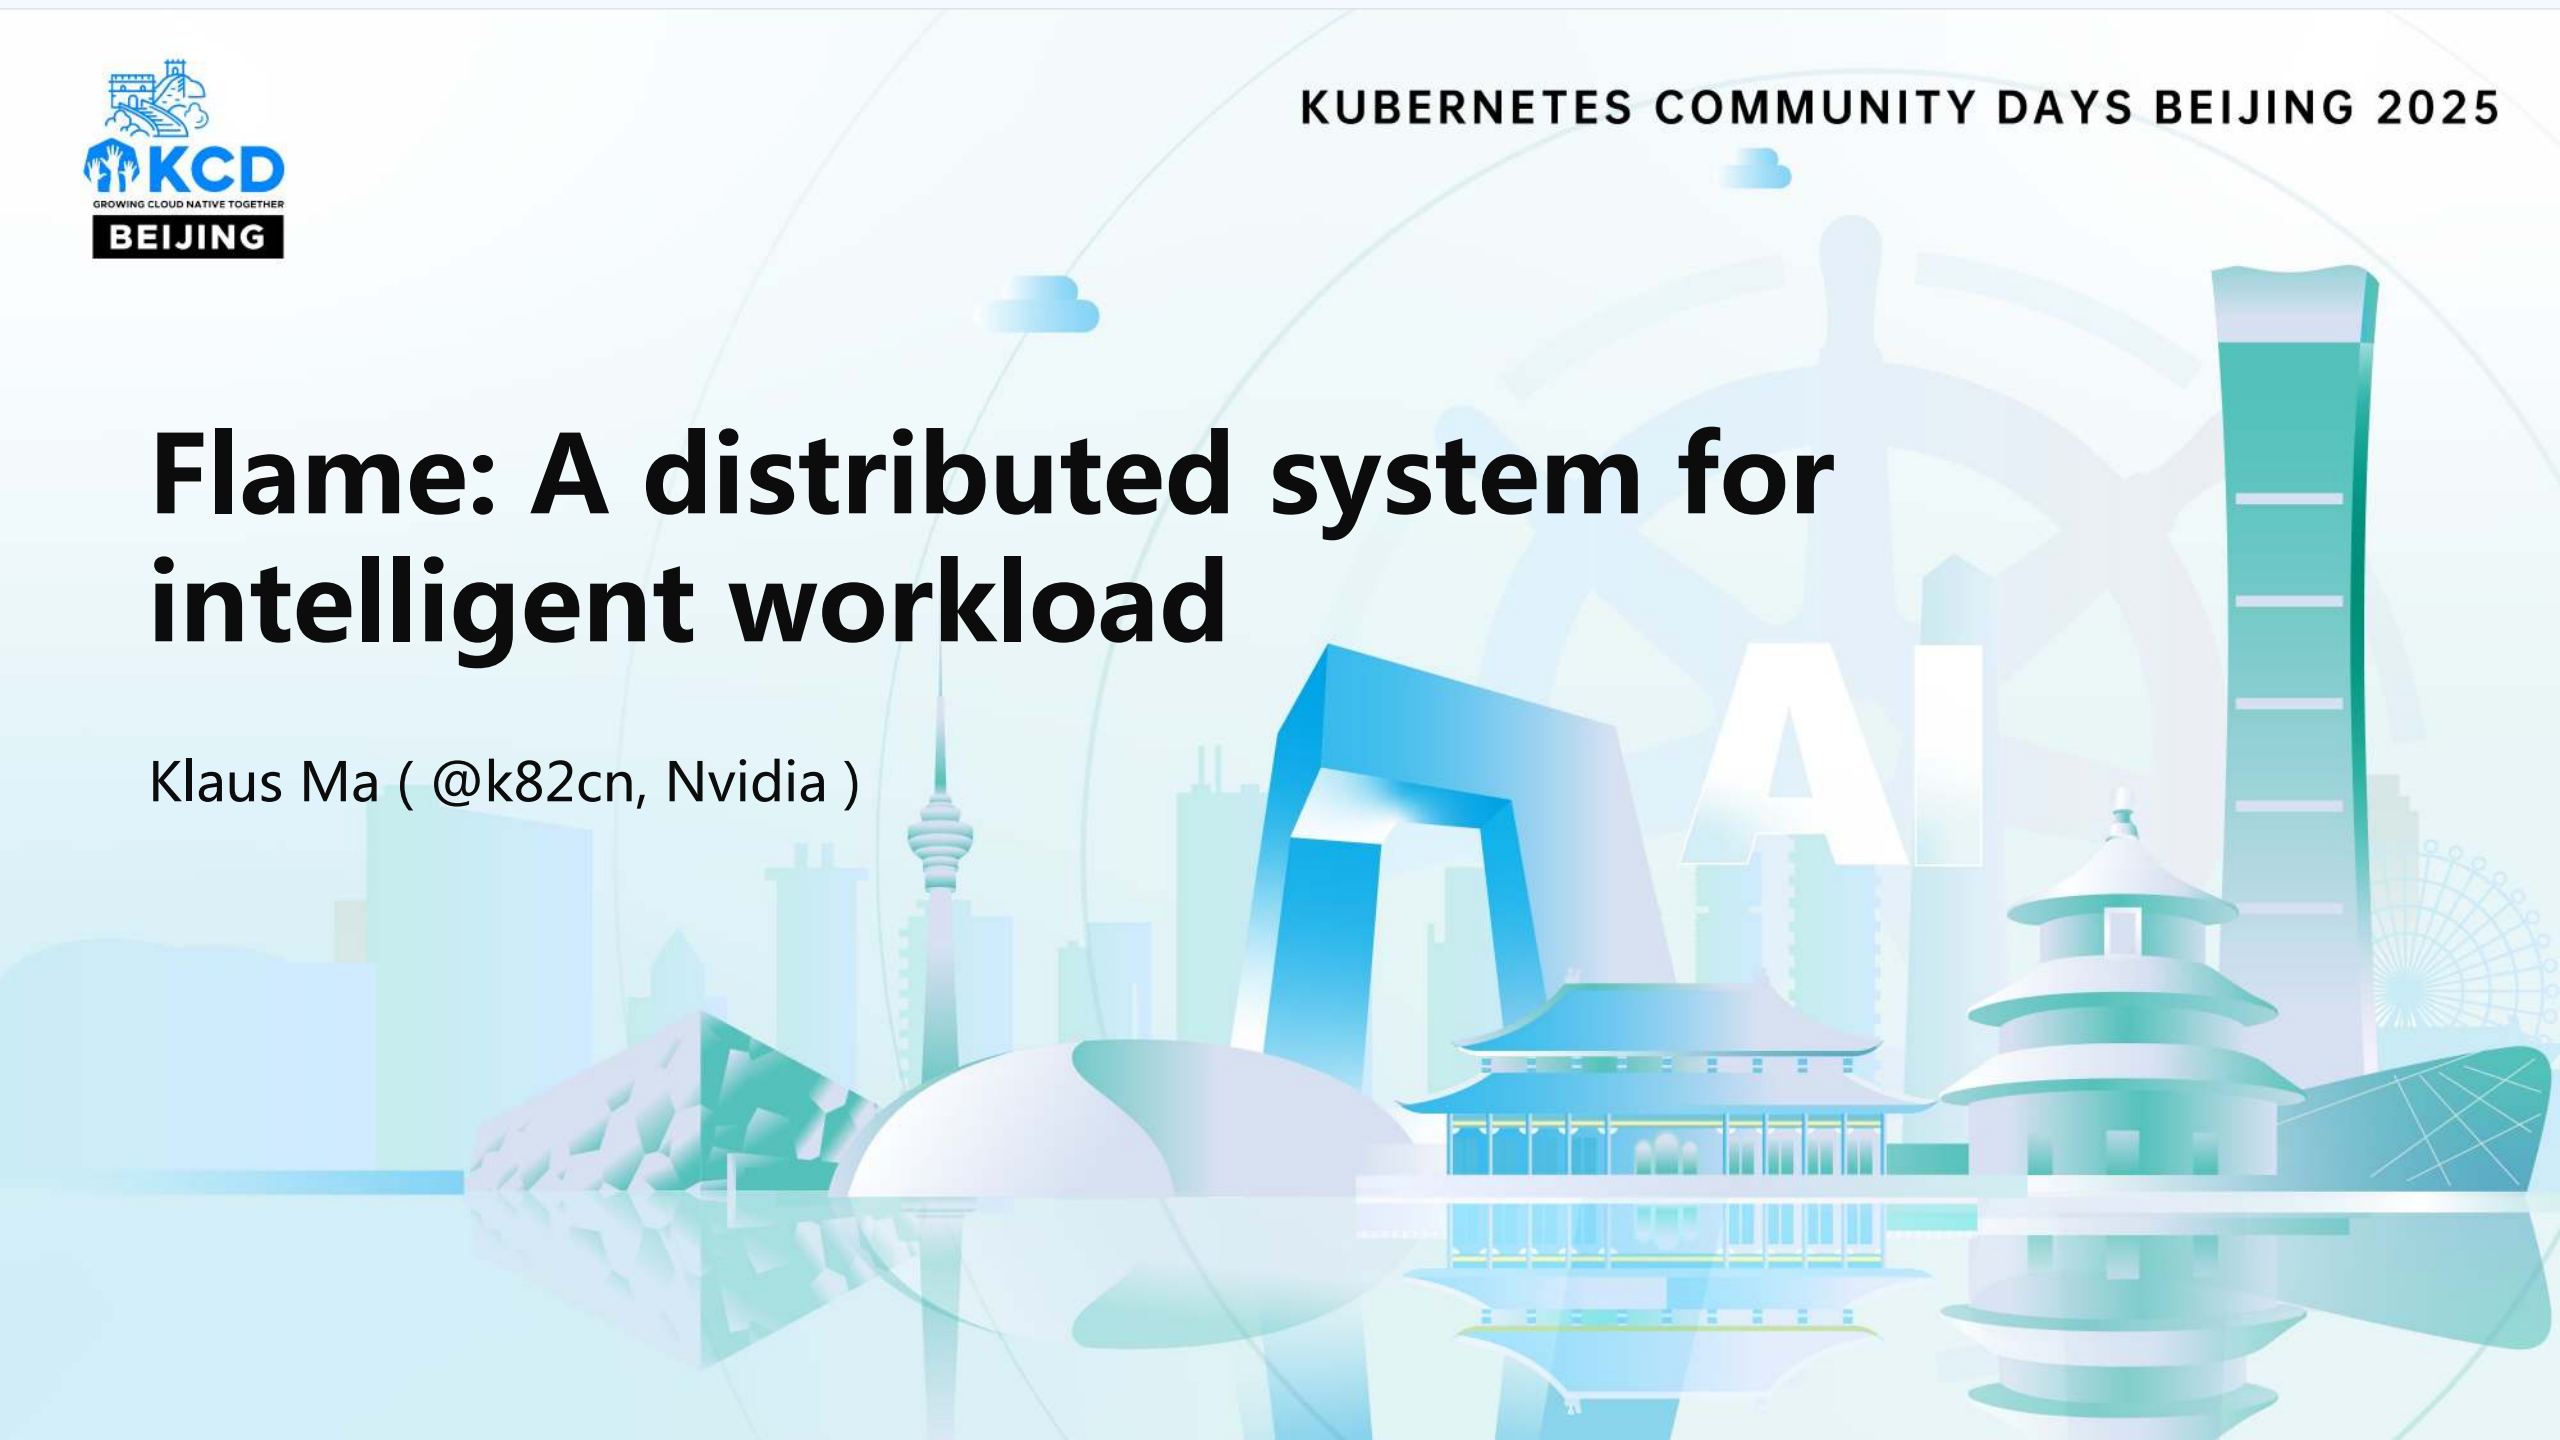 KCD
GROWING CLOUD NATIVE TOGETHER
BEIJING
KUBERNETES COMMUNITY DAYS BEIJING 2025
Flame: A distributed system for
intelligent workload
Klaus Ma ( @k82cn, Nvidia )
AI